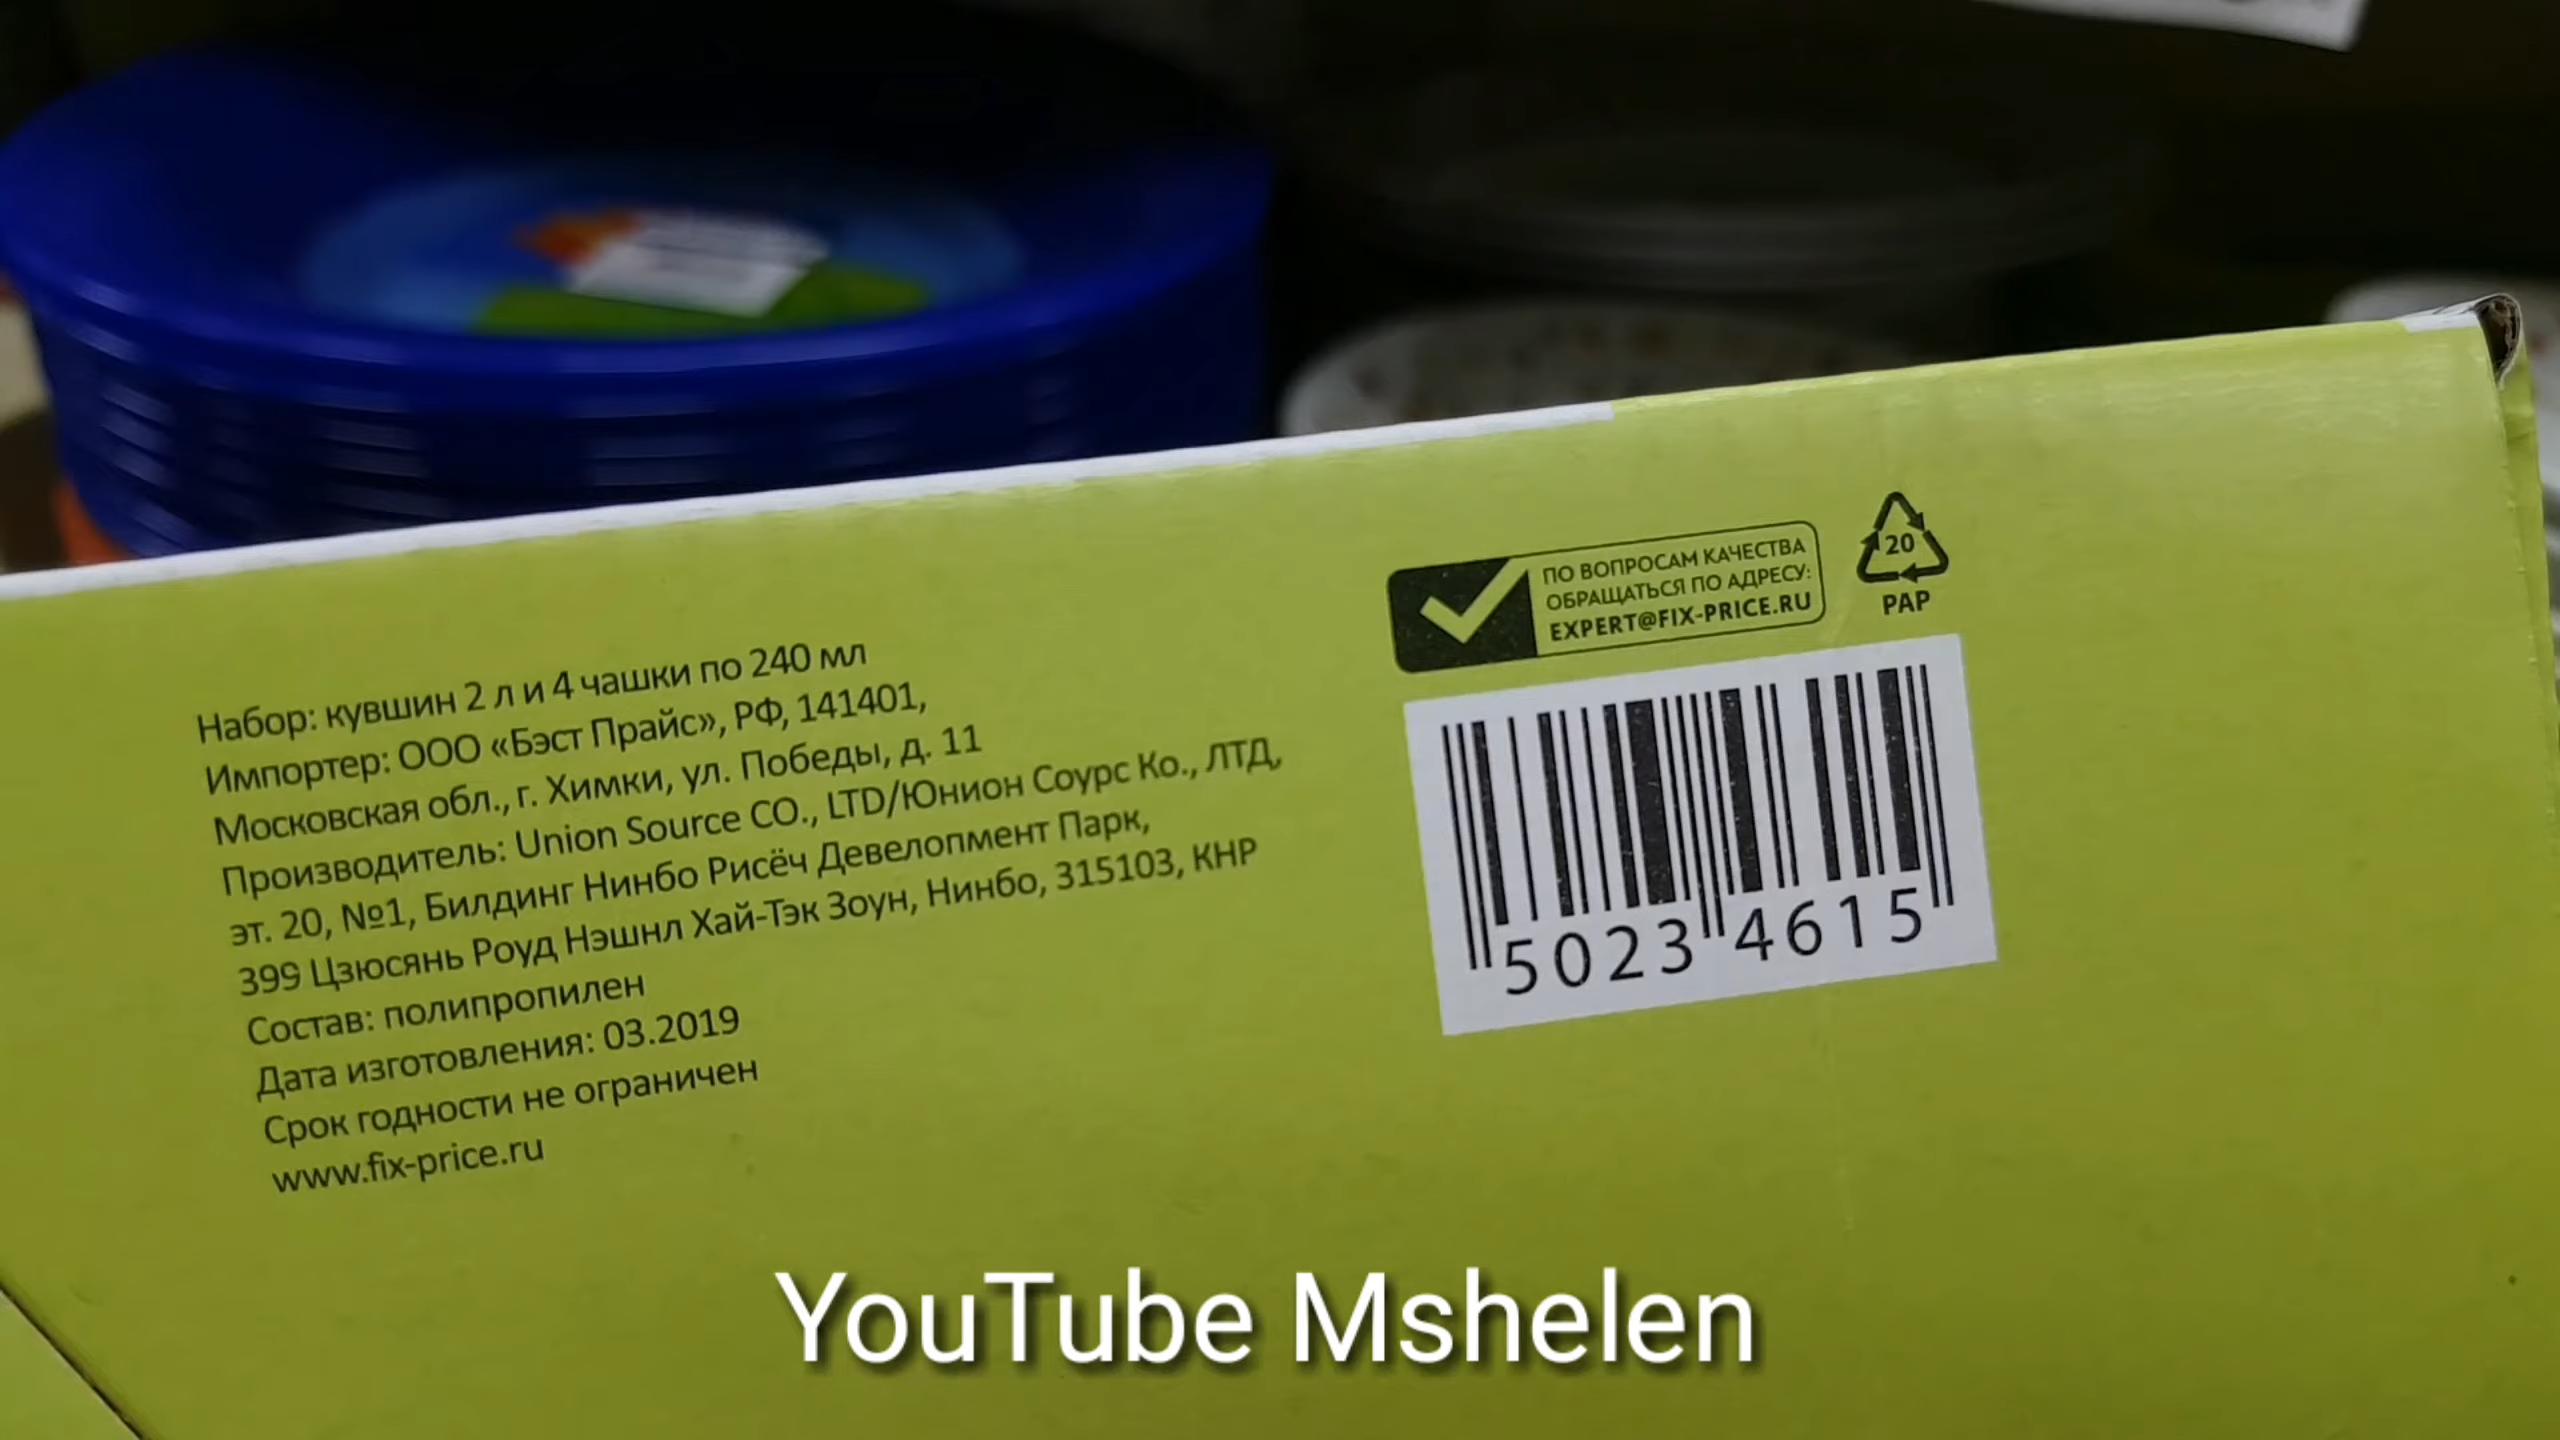 Набор: кувшин 2 л и 4 чашки по 240 мл
Импортер: ООО «Бэст Прайс», РФ, 141401,
Московская обл., г. Химки, ул. Победы, д. 11
Производитель: Union Source CO., LTD/Юнион Соурс Ко., ЛТД,
эт. 20, №1, Билдинг Нинбо Рисёч Девелопмент Парк,
399 Цзюсянь Роуд Нэшнл Хай-Тэк Зоун, Нинбо, 315103, КНР
Состав: полипропилен
Дата изготовления: 03.2019
Срок годности не ограничен
www.fix-price.ru
ПО ВОПРОСАМ КАЧЕСТВА
ОБРАЩАТЬСЯ ПО АДРЕСУ:
EXPERT@FIX-PRICE.RU
20
PAP
5023 4615
YouTube Mshelen